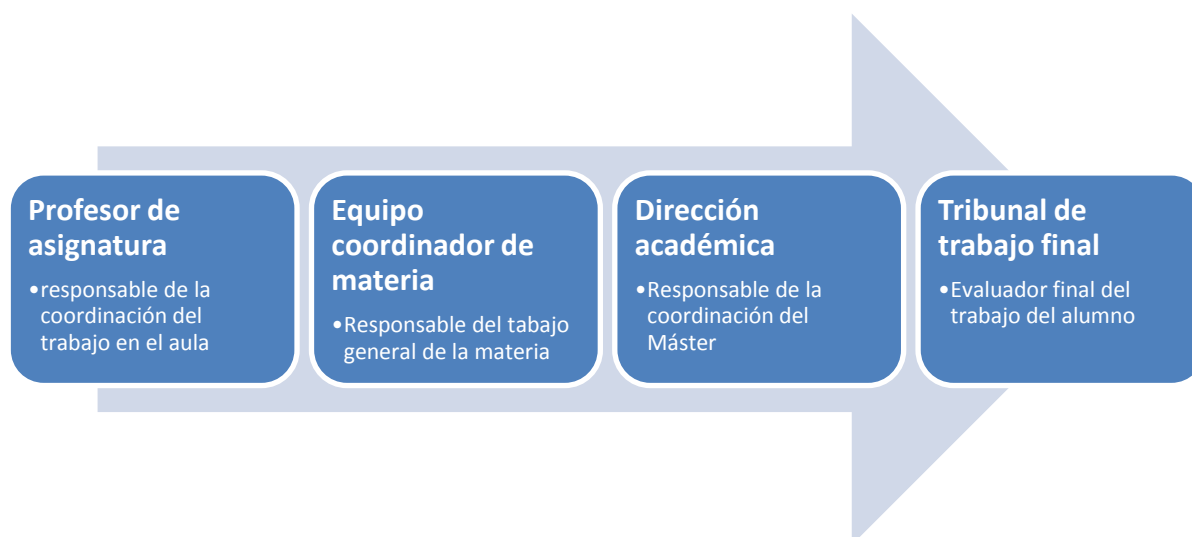 Profesor de
asignatura
•responsable de la
coordinación del
trabajo en el aula
Equipo
coordinador de
materia
•Responsable del tabajo
general de la materia
Dirección
académica
•Responsable de la
coordinación del
Máster
Tribunal de
trabajo final
•Evaluador final del
trabajo del alumno